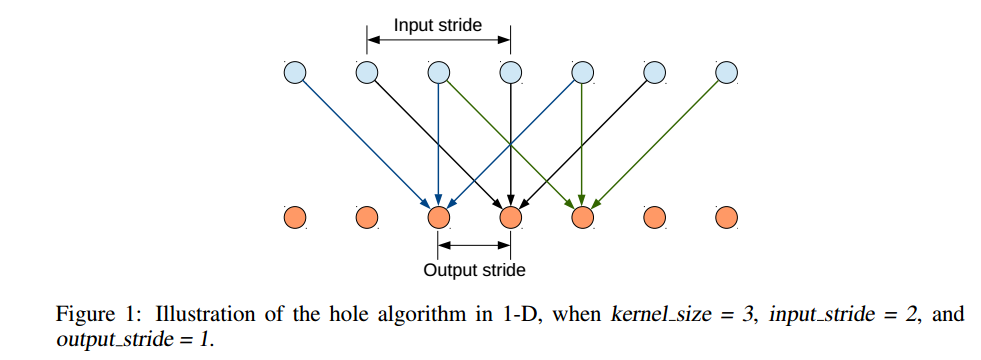 Input stride
Output stride
Figure 1: Illustration of the hole algorithm in 1-D, when kernel_size = 3, input_stride = 2, and
output_stride = 1.